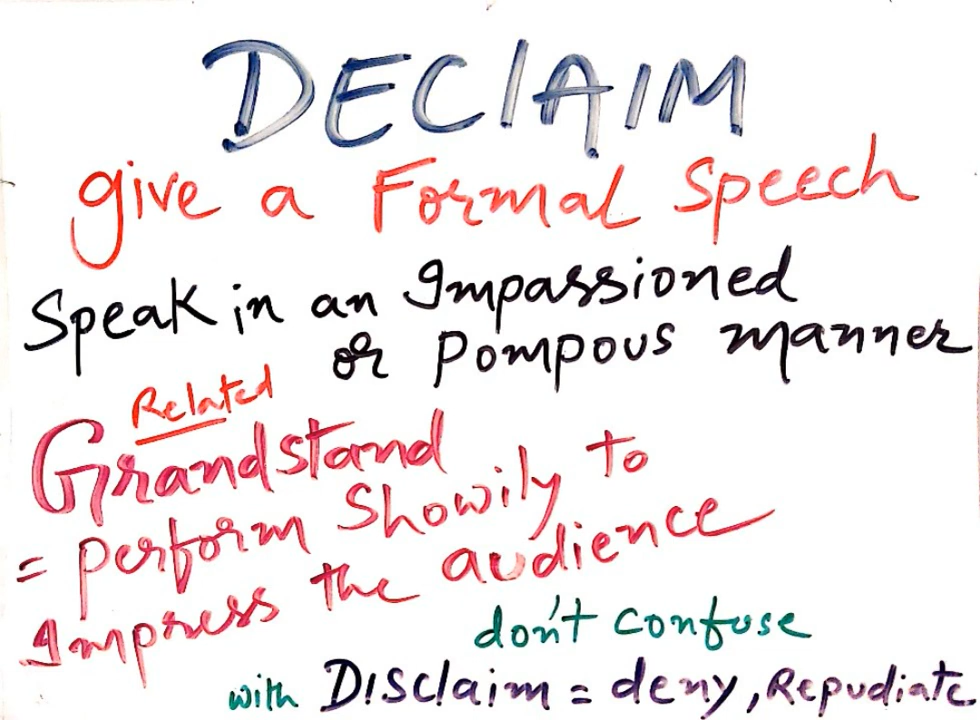 DEClAIM
give a Formal Speech
Speak in an Impassioned
or Pompous manner
Related
Grandstand
= perform Showily to
Impress the audience
don't confuse
with DISclaim = deny, Repudiate